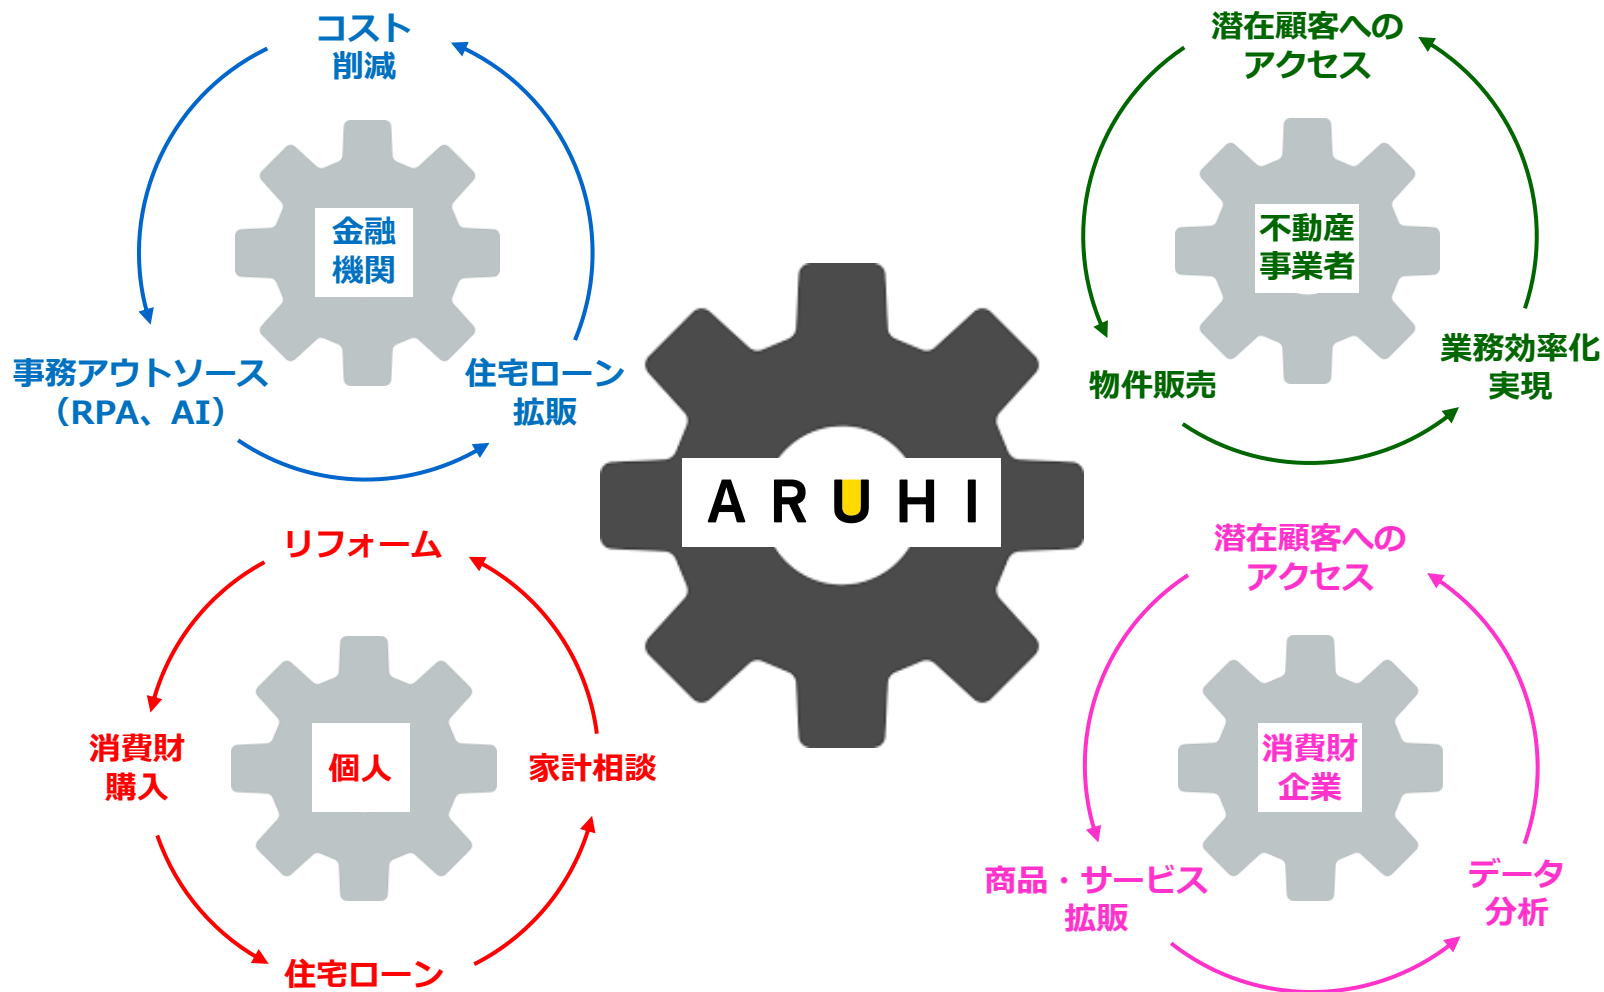 コスト
削減
金融
機関
事務アウトソース
（RPA、AI）
住宅ローン
拡販
潜在顧客への
アクセス
不動産
事業者
物件販売
業務効率化
実現
ARUHI
リフォーム
個人
消費財
購入
家計相談
住宅ローン
潜在顧客への
アクセス
消費財
企業
商品・サービス
拡販
データ
分析